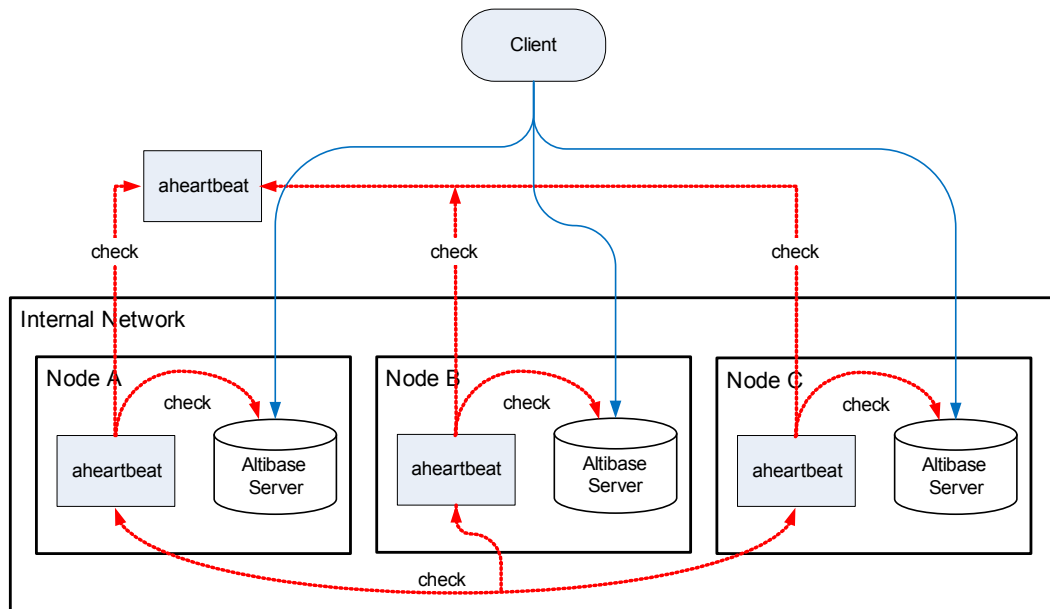 Client
aheartbeat
check
check
check
Internal Network
Node A
Node B
Node C
check
check
check
aheartbeat
Altibase
Server
aheartbeat
Altibase
Server
aheartbeat
Altibase
Server
check